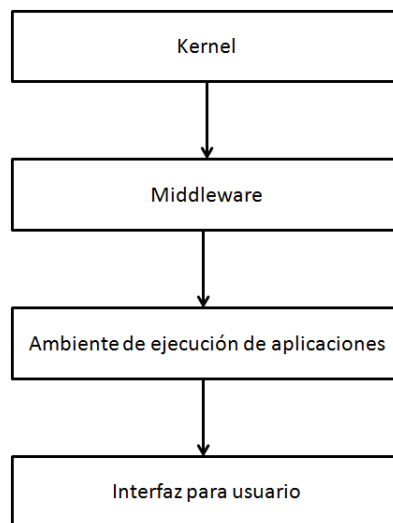 Kernel
Middleware
Ambiente de ejecución de aplicaciones
Interfaz para usuario